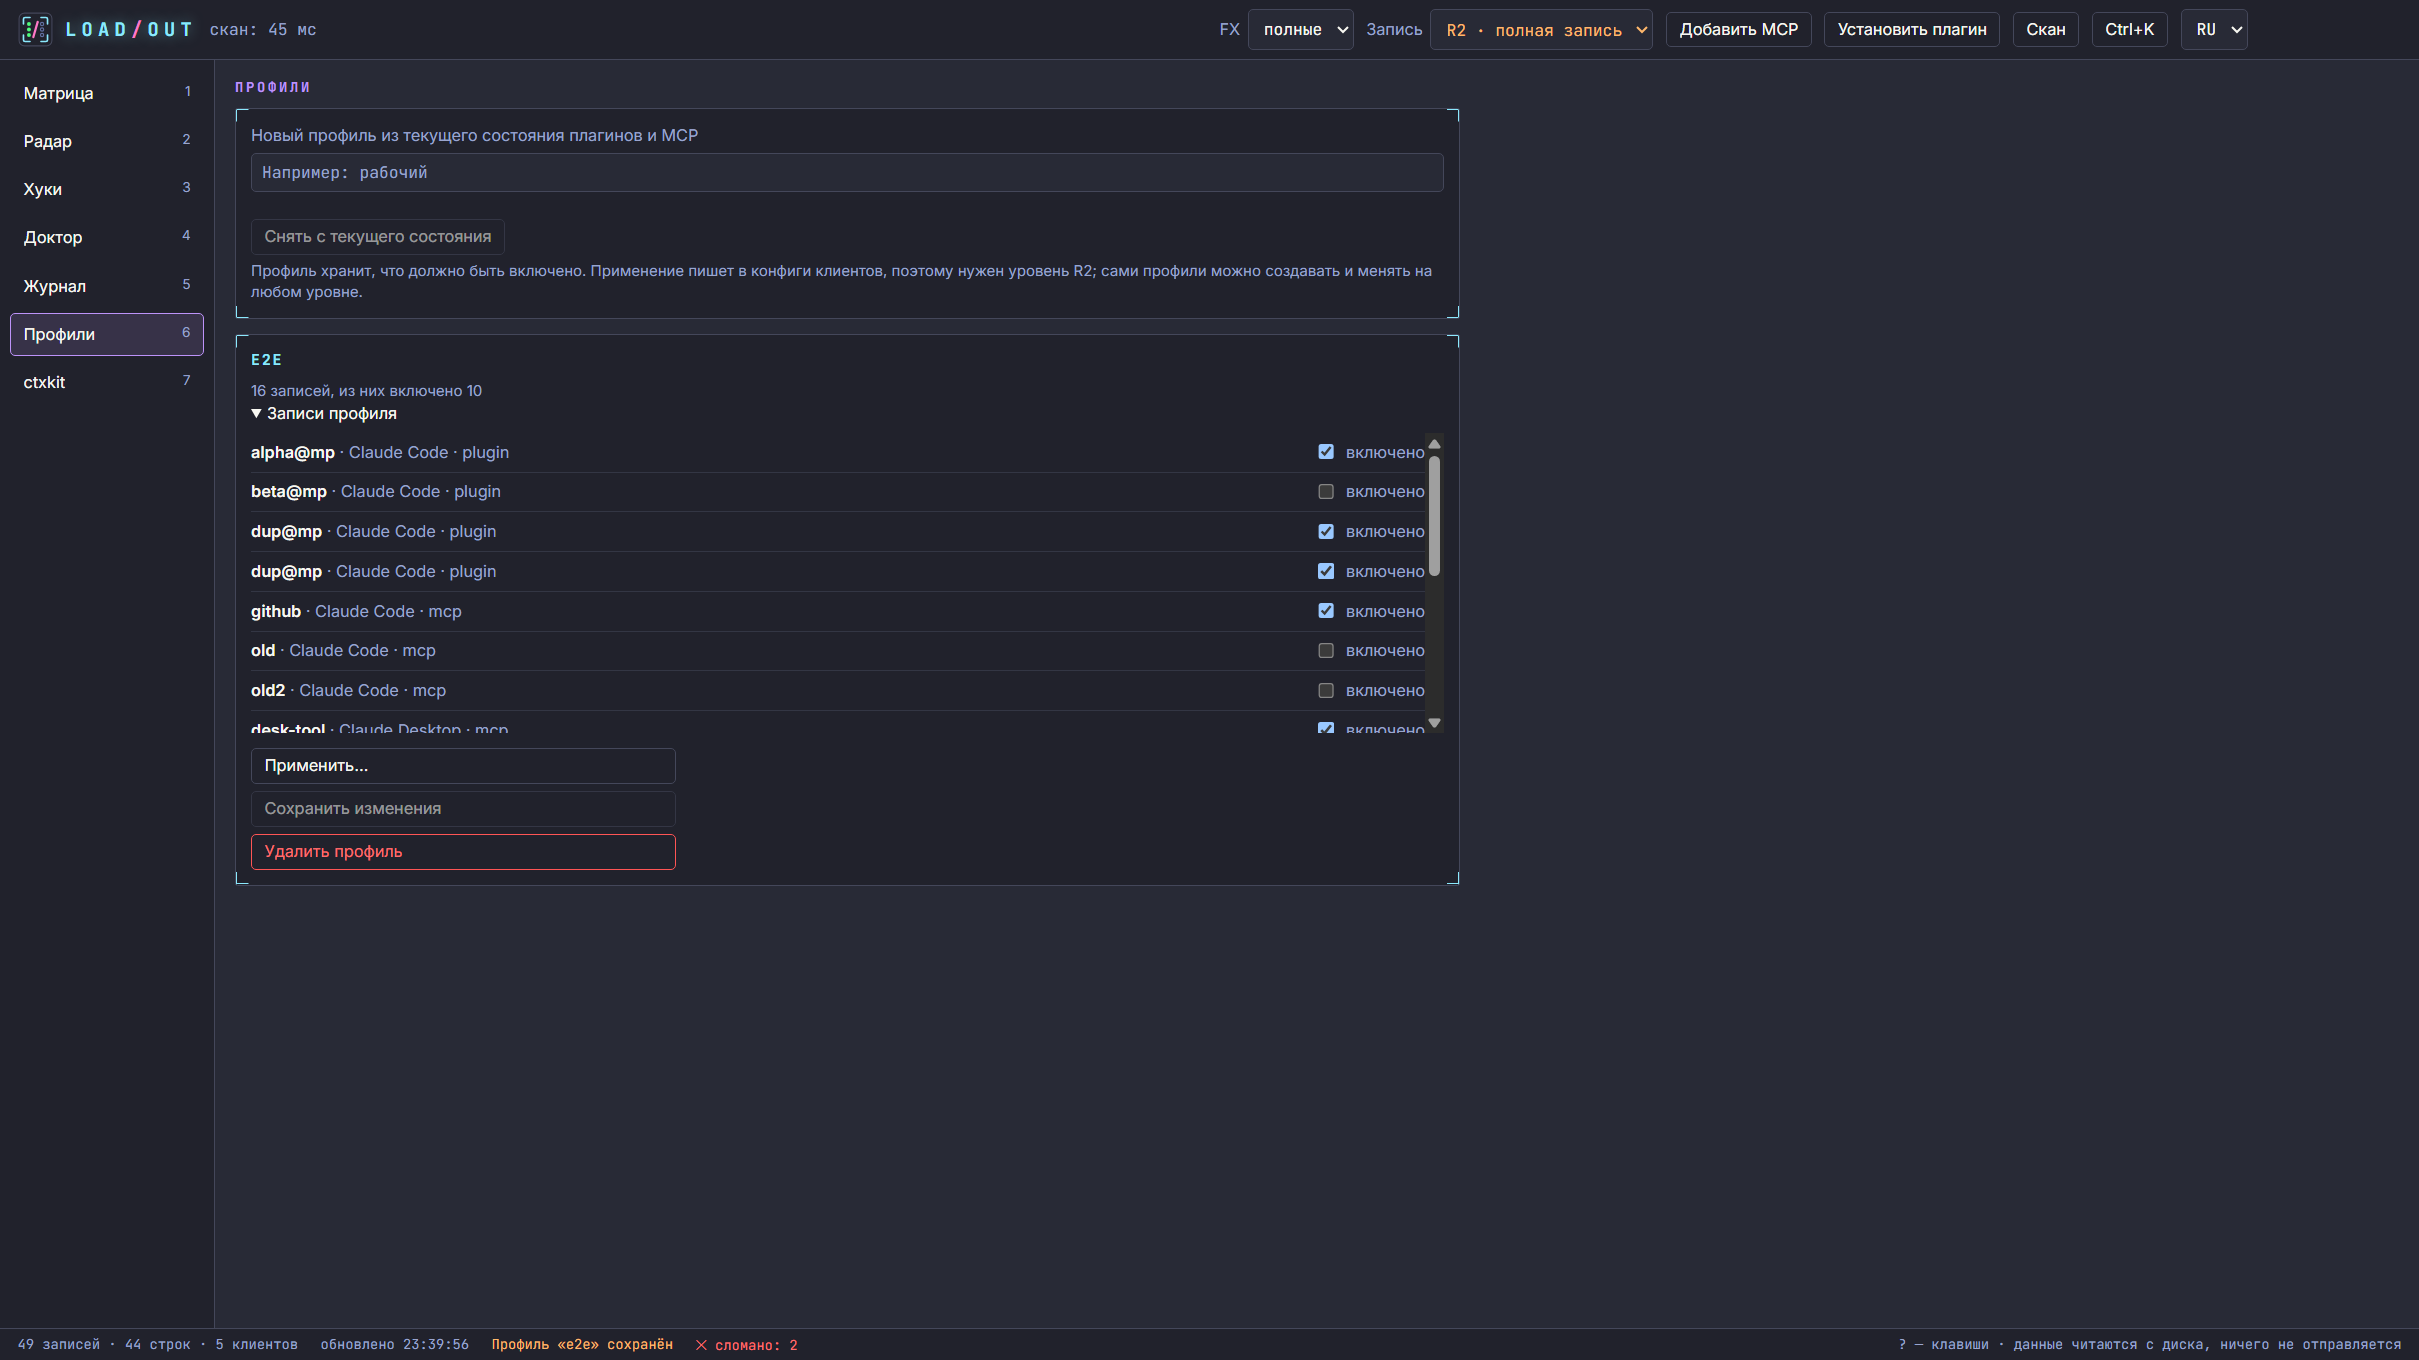 LOAD/OUT скан: 45 мс FX полные Запись R2 · полная запись Добавить MCP Установить плагин Скан Ctrl+K RU
Матрица 1
Радар 2
Хуки 3
Доктор 4
Журнал 5
Профили 6
ctxkit 7
ПРОФИЛИ
Новый профиль из текущего состояния плагинов и MCP
Например: рабочий
Снять с текущего состояния
Профиль хранит, что должно быть включено. Применение пишет в конфиги клиентов, поэтому нужен уровень R2; сами профили можно создавать и менять на
любом уровне.
E2E
16 записей, из них включено 10
▼ Записи профиля
alpha@mp · Claude Code · plugin включено
beta@mp · Claude Code · plugin включено
dup@mp · Claude Code · plugin включено
dup@mp · Claude Code · plugin включено
github · Claude Code · mcp включено
old · Claude Code · mcp включено
old2 · Claude Code · mcp включено
desk-tool · Claude Desktop · mcp включено
Применить...
Сохранить изменения
Удалить профиль
49 записей · 44 строк · 5 клиентов обновлено 23:39:56 Профиль «e2e» сохранён × сломано: 2 ? — клавиши · данные читаются с диска, ничего не отправляется